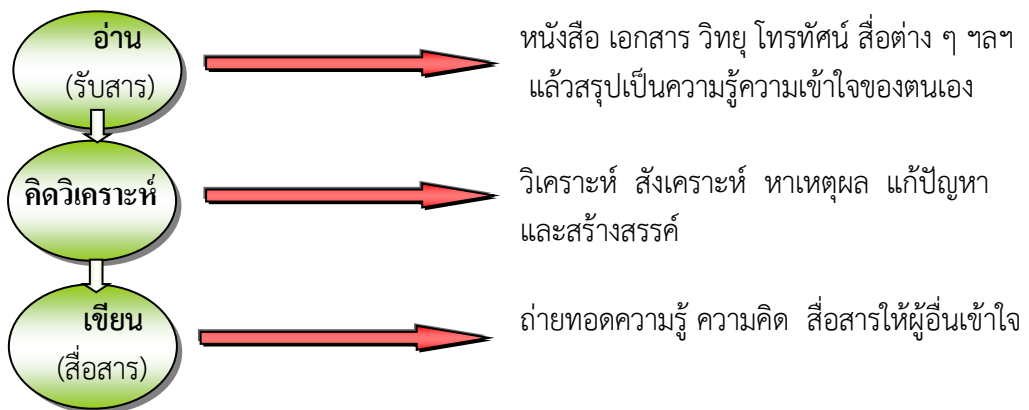 อ่าน
(รับสาร)
หนังสือ เอกสาร วิทยุ โทรทัศน์ สื่อต่าง ๆ ฯลฯ
แล้วสรุปเป็นความรู้ความเข้าใจของตนเอง
คิดวิเคราะห์
วิเคราะห์ สังเคราะห์ หาเหตุผล แก้ปัญหา
และสร้างสรรค์
เขียน
(สื่อสาร)
ถ่ายทอดความรู้ ความคิด สื่อสารให้ผู้อื่นเข้าใจ